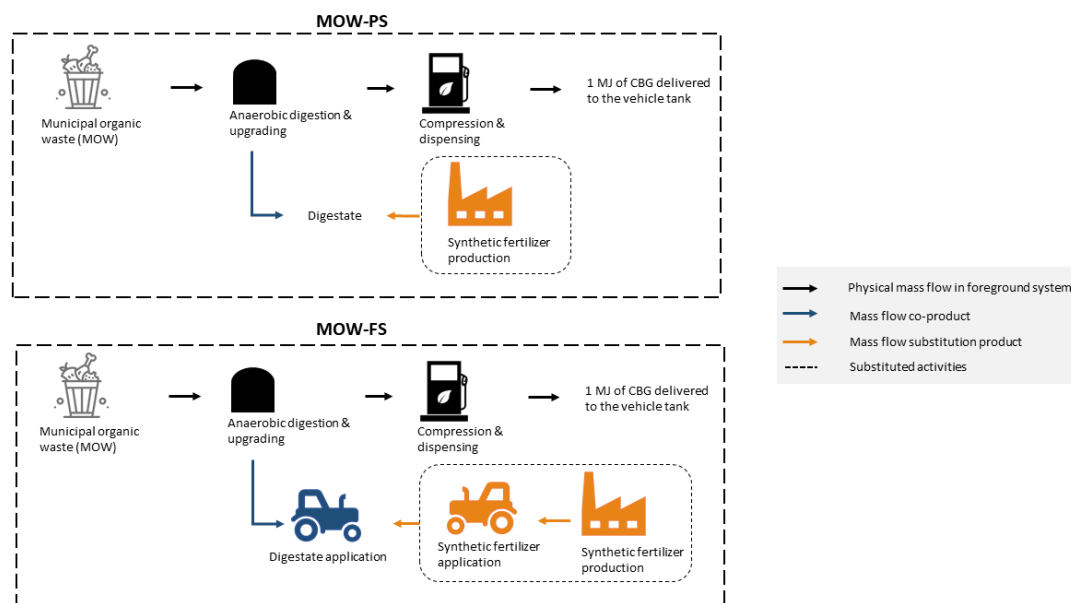 MOW-PS
Municipal organic
waste (MOW)
Anaerobic digestion &
upgrading
Compression &
dispensing
1 MJ of CBG delivered
to the vehicle tank
Digestate
Synthetic fertilizer
production
Physical mass flow in foreground system
Mass flow co-product
Mass flow substitution product
Substituted activities
MOW-FS
Municipal organic
waste (MOW)
Anaerobic digestion &
upgrading
Compression &
dispensing
1 MJ of CBG delivered
to the vehicle tank
Digestate application
Synthetic fertilizer
application
Synthetic fertilizer
production